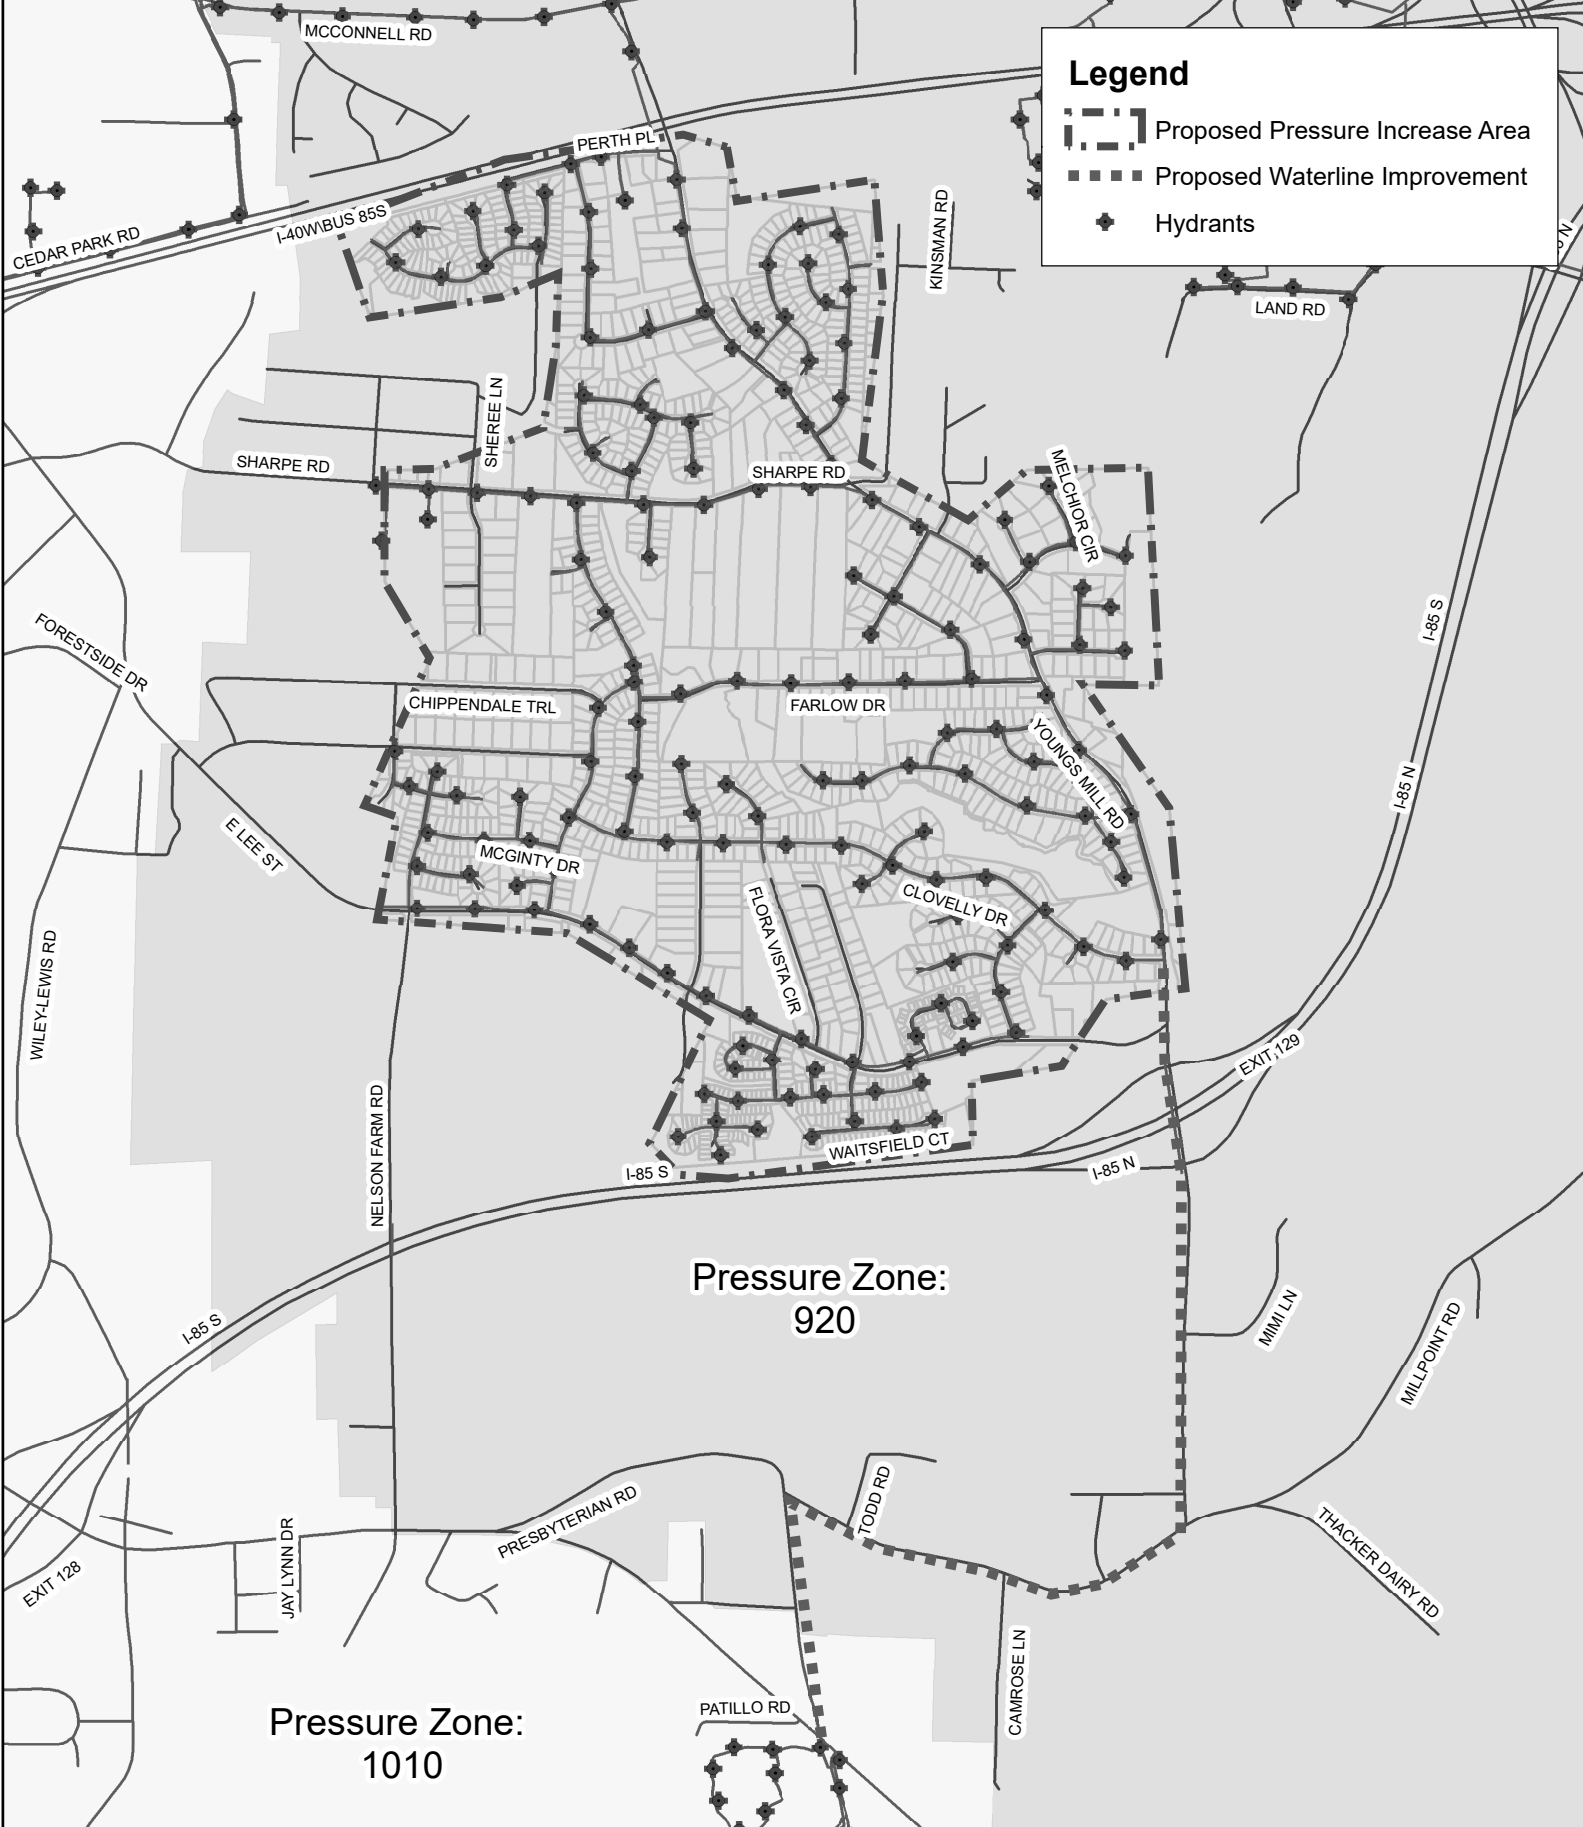 MCCONNELL RD
Legend
Proposed Pressure Increase Area
Proposed Waterline Improvement
Hydrants
PERTH PL
I-40W\BUS 85S
CEDAR PARK RD
KINSMAN RD
LAND RD
SHEREE LN
SHARPE RD
SHARPE RD
MELCHIOR CIR
I-85 S
FORESTSIDE DR
CHIPPENDALE TRL
FARLOW DR
YOUNGS MILL RD
I-85 N
E LEE ST
MCGINTY DR
FLORA VISTA CIR
CLOVELLY DR
WILEY-LEWIS RD
EXIT 129
NELSON FARM RD
WAITSFIELD CT
I-85 S
I-85 N
Pressure Zone:
920
I-85 S
MIMI LN
MILLPOINT RD
TODD RD
PRESBYTERIAN RD
JAY LYNN DR
EXIT 128
THACKER DAIRY RD
CAMROSE LN
PATILLO RD
Pressure Zone:
1010